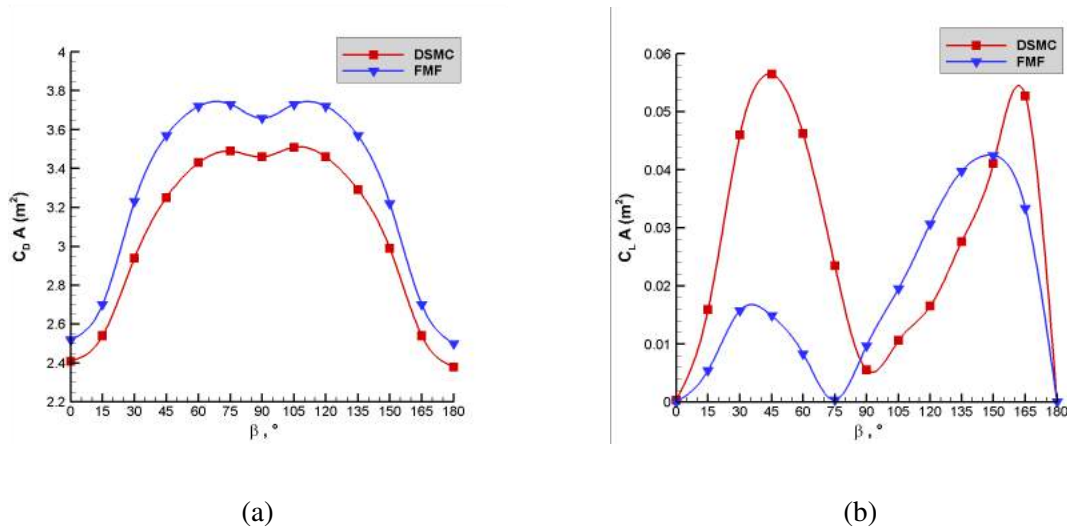 DSMC
FMF
4
3.8
3.6
3.4
3.2
3
2.8
2.6
2.4
2.2
C_D A (m²)
0 15 30 45 60 75 90 105 120 135 150 165 180
β , °
(a)
DSMC
FMF
0.06
0.05
0.04
0.03
0.02
0.01
0
C_L A (m²)
0 15 30 45 60 75 90 105 120 135 150 165 180
β , °
(b)